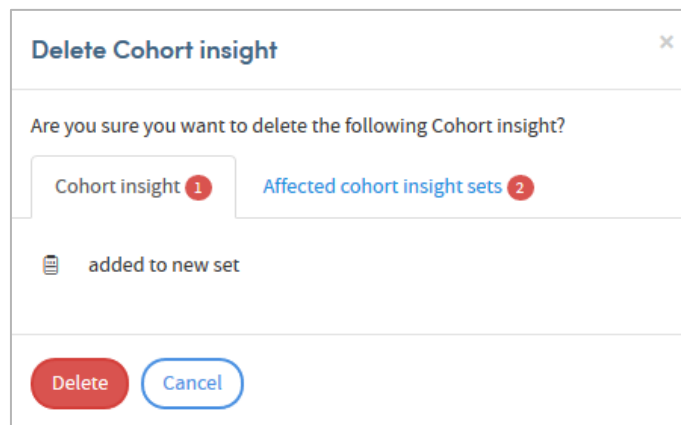 Delete Cohort insight
×
Are you sure you want to delete the following Cohort insight?
Cohort insight 1 Affected cohort insight sets 2
added to new set
Delete Cancel